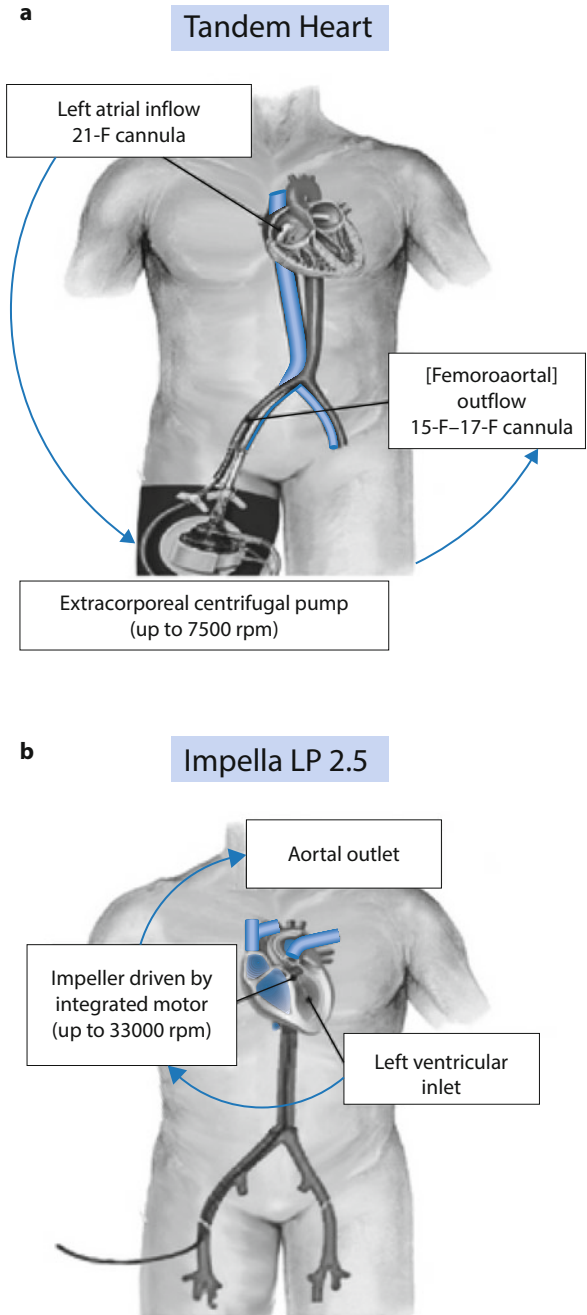 a
Tandem Heart
Left atrial inflow
21-F cannula
[Femoroaortal]
outflow
15-F–17-F cannula
Extracorporeal centrifugal pump
(up to 7500 rpm)
b
Impella LP 2.5
Aortal outlet
Impeller driven by
integrated motor
(up to 33000 rpm)
Left ventricular
inlet